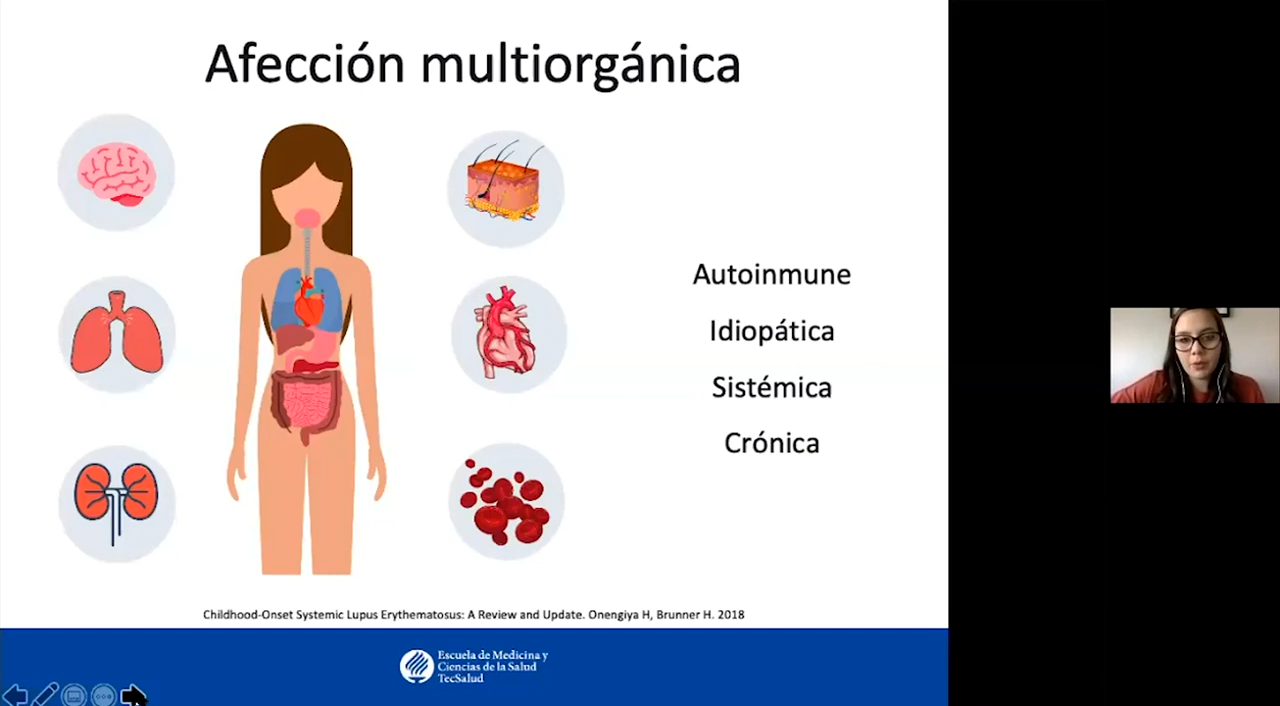 Afección multiorgánica
Autoinmune
Idiopática
Sistémica
Crónica
Childhood-Onset Systemic Lupus Erythematosus: A Review and Update. Onengiya H, Brunner H. 2018
Escuela de Medicina y
Ciencias de la Salud
TecSalud